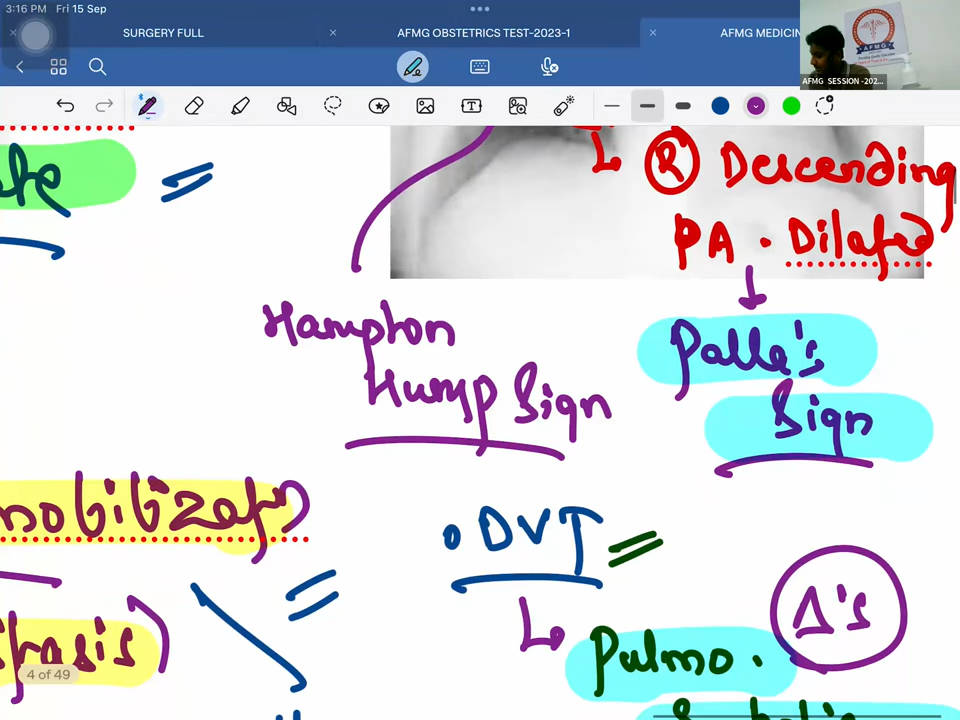 3:16 PM Fri 15 Sep
SURGERY FULL
AFMG OBSTETRICS TEST-2023-1
AFMG MEDICIN
AFMG
AFMG SESSION -202...
R Descending
PA . Dilated
Hampton
Hump Sign
Palla's
Sign
• DVT =
Δ's
Pulmo.
4 of 49